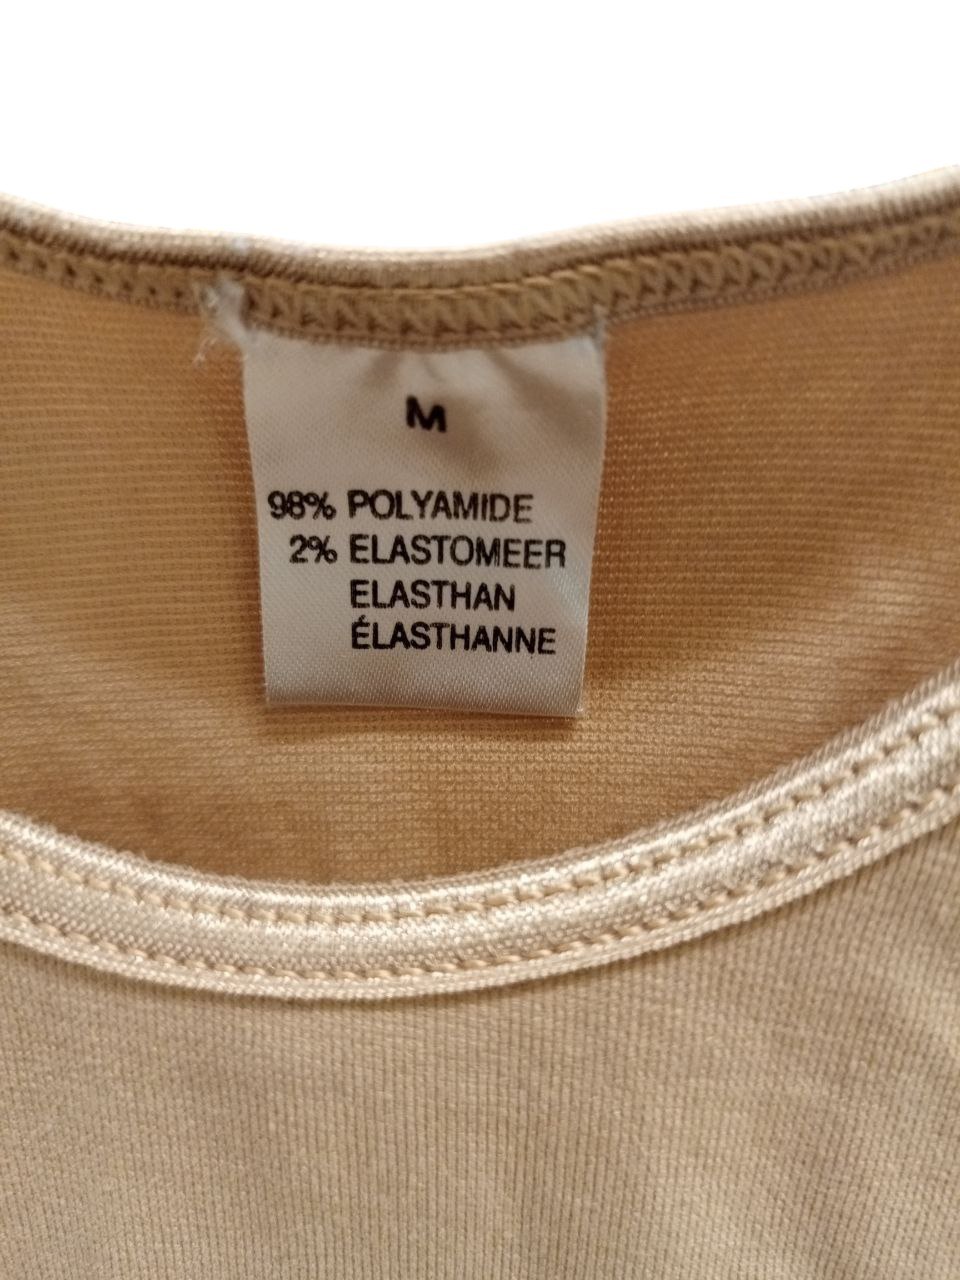 M
98% POLYAMIDE
2% ELASTOMEER
ELASTHAN
ÉLASTHANNE